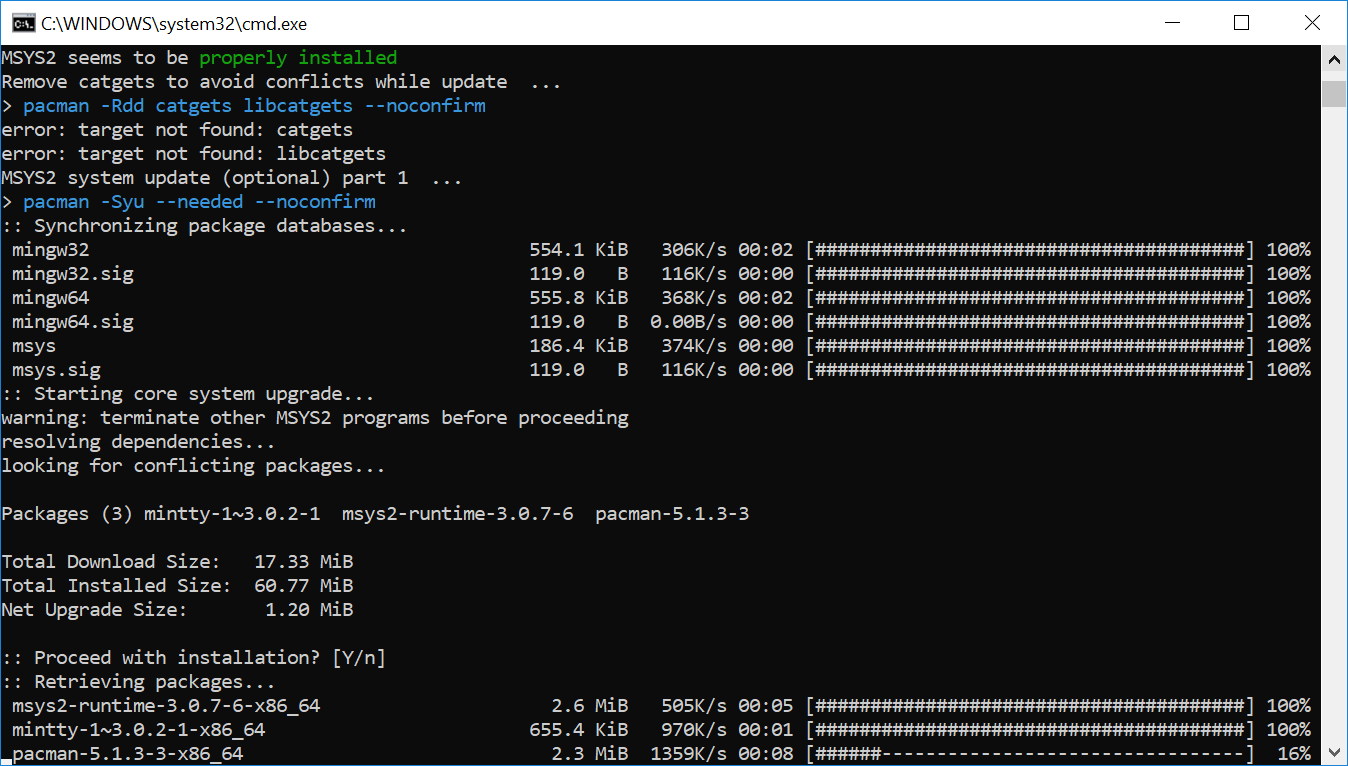 C:\WINDOWS\system32\cmd.exe
MSYS2 seems to be properly installed
Remove catgets to avoid conflicts while update  ...
> pacman -Rdd catgets libcatgets --noconfirm
error: target not found: catgets
error: target not found: libcatgets
MSYS2 system update (optional) part 1  ...
> pacman -Syu --needed --noconfirm
:: Synchronizing package databases...
 mingw32                                        554.1 KiB   306K/s 00:02 [#######################################] 100%
 mingw32.sig                                    119.0   B   116K/s 00:00 [#######################################] 100%
 mingw64                                        555.8 KiB   368K/s 00:02 [#######################################] 100%
 mingw64.sig                                    119.0   B  0.00B/s 00:00 [#######################################] 100%
 msys                                           186.4 KiB   374K/s 00:00 [#######################################] 100%
 msys.sig                                       119.0   B   116K/s 00:00 [#######################################] 100%
:: Starting core system upgrade...
warning: terminate other MSYS2 programs before proceeding
resolving dependencies...
looking for conflicting packages...

Packages (3) mintty-1~3.0.2-1  msys2-runtime-3.0.7-6  pacman-5.1.3-3

Total Download Size:   17.33 MiB
Total Installed Size:  60.77 MiB
Net Upgrade Size:       1.20 MiB

:: Proceed with installation? [Y/n]
:: Retrieving packages...
 msys2-runtime-3.0.7-6-x86_64                     2.6 MiB   505K/s 00:05 [#######################################] 100%
 mintty-1~3.0.2-1-x86_64                        655.4 KiB   970K/s 00:01 [#######################################] 100%
 pacman-5.1.3-3-x86_64                            2.3 MiB  1359K/s 00:08 [######---------------------------------]  16%